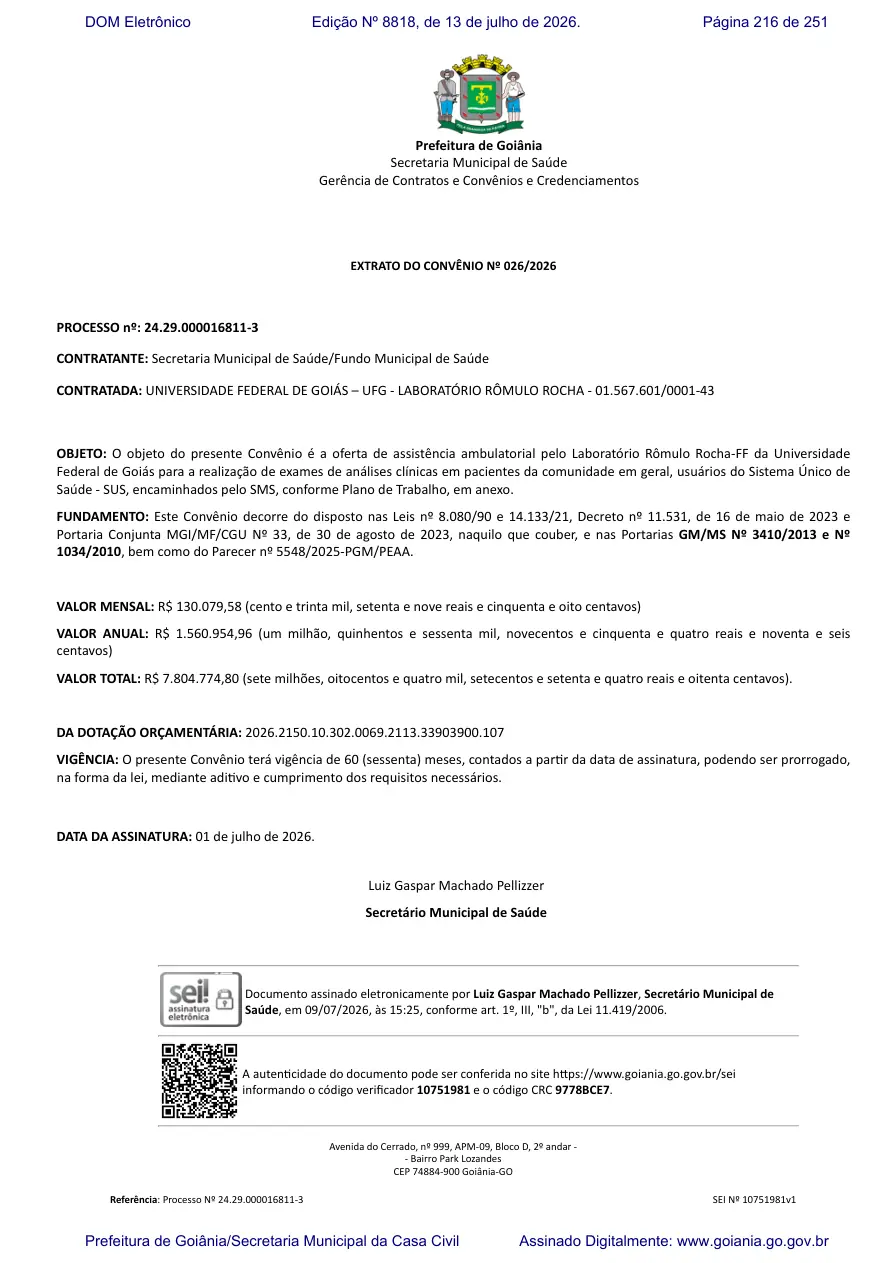 DOM Eletrônico Edição Nº 8818, de 13 de julho de 2026. Página 216 de 251
Prefeitura de Goiânia
Secretaria Municipal de Saúde
Gerência de Contratos e Convênios e Credenciamentos
EXTRATO DO CONVÊNIO Nº 026/2026
PROCESSO nº: 24.29.000016811-3
CONTRATANTE: Secretaria Municipal de Saúde/Fundo Municipal de Saúde
CONTRATADA: UNIVERSIDADE FEDERAL DE GOIÁS – UFG - LABORATÓRIO RÔMULO ROCHA - 01.567.601/0001-43
OBJETO: O objeto do presente Convênio é a oferta de assistência ambulatorial pelo Laboratório Rômulo Rocha-FF da Universidade
Federal de Goiás para a realização de exames de análises clínicas em pacientes da comunidade em geral, usuários do Sistema Único de
Saúde - SUS, encaminhados pelo SMS, conforme Plano de Trabalho, em anexo.
FUNDAMENTO: Este Convênio decorre do disposto nas Leis nº 8.080/90 e 14.133/21, Decreto nº 11.531, de 16 de maio de 2023 e
Portaria Conjunta MGI/MF/CGU Nº 33, de 30 de agosto de 2023, naquilo que couber, e nas Portarias GM/MS Nº 3410/2013 e Nº
1034/2010, bem como do Parecer nº 5548/2025-PGM/PEAA.
VALOR MENSAL: R$ 130.079,58 (cento e trinta mil, setenta e nove reais e cinquenta e oito centavos)
VALOR ANUAL: R$ 1.560.954,96 (um milhão, quinhentos e sessenta mil, novecentos e cinquenta e quatro reais e noventa e seis
centavos)
VALOR TOTAL: R$ 7.804.774,80 (sete milhões, oitocentos e quatro mil, setecentos e setenta e quatro reais e oitenta centavos).
DA DOTAÇÃO ORÇAMENTÁRIA: 2026.2150.10.302.0069.2113.33903900.107
VIGÊNCIA: O presente Convênio terá vigência de 60 (sessenta) meses, contados a partir da data de assinatura, podendo ser prorrogado,
na forma da lei, mediante aditivo e cumprimento dos requisitos necessários.
DATA DA ASSINATURA: 01 de julho de 2026.
Luiz Gaspar Machado Pellizzer
Secretário Municipal de Saúde
sei!
assinatura
eletrônica
Documento assinado eletronicamente por Luiz Gaspar Machado Pellizzer, Secretário Municipal de
Saúde, em 09/07/2026, às 15:25, conforme art. 1º, III, "b", da Lei 11.419/2006.
A autenticidade do documento pode ser conferida no site https://www.goiania.go.gov.br/sei
informando o código verificador 10751981 e o código CRC 9778BCE7.
Avenida do Cerrado, nº 999, APM-09, Bloco D, 2º andar -
- Bairro Park Lozandes
CEP 74884-900 Goiânia-GO
Referência: Processo Nº 24.29.000016811-3 SEI Nº 10751981v1
Prefeitura de Goiânia/Secretaria Municipal da Casa Civil Assinado Digitalmente: www.goiania.go.gov.br